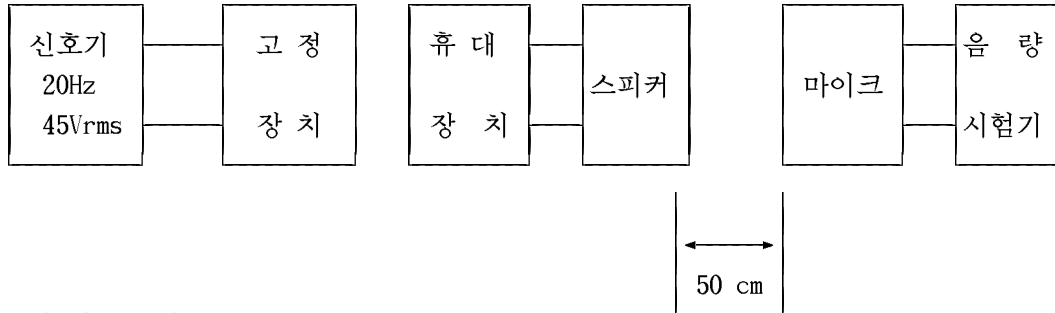 신호기
20Hz
45Vrms
고 정
장 치
휴 대
장 치
스피커
마이크
음 량
시험기
50 cm